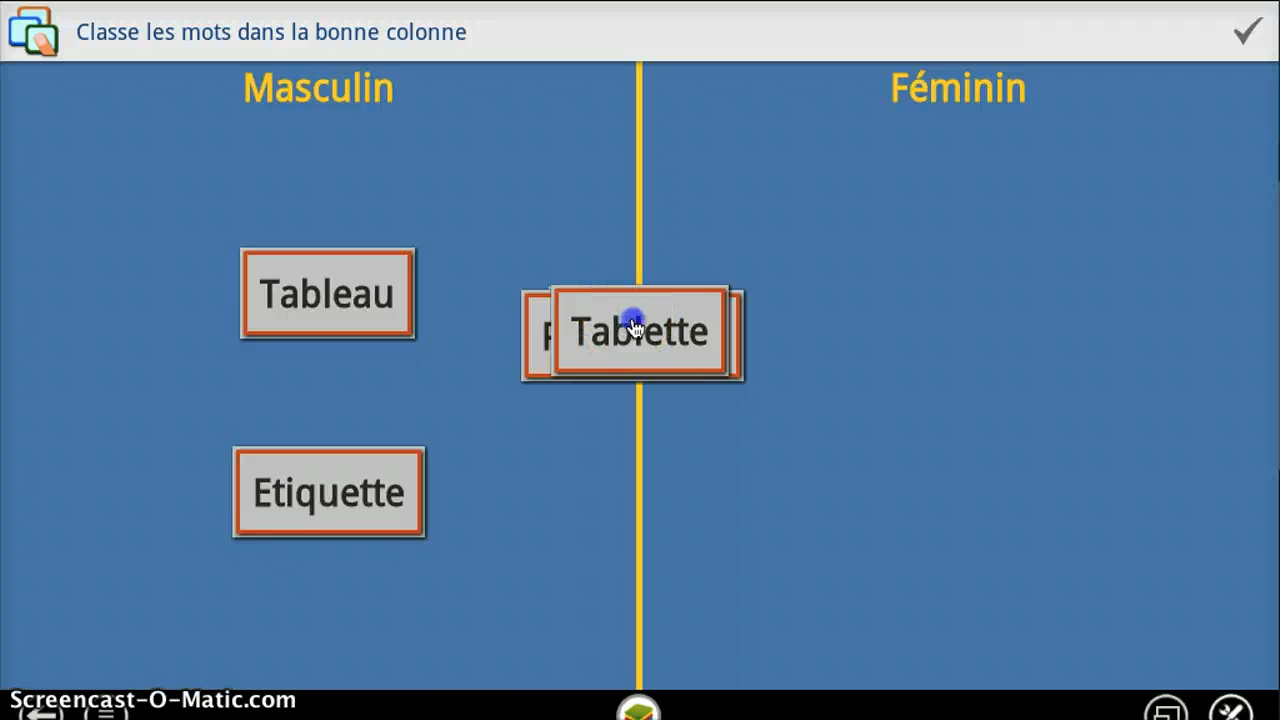 Classe les mots dans la bonne colonne
Masculin
Féminin
Tableau
Tablette
Etiquette
Screencast-O-Matic.com